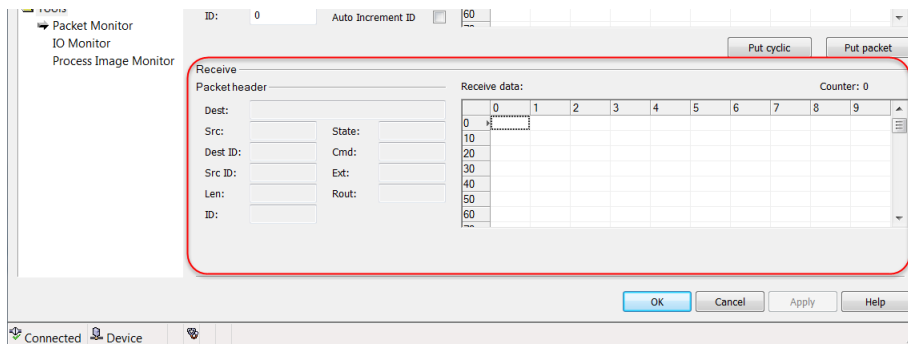 Tools
Packet Monitor
IO Monitor
Process Image Monitor
ID: 0 Auto Increment ID 60
70
Put cyclic Put packet
Receive
Packet header Receive data: Counter: 0
0 1 2 3 4 5 6 7 8 9
Dest: 0
Src: State: 10
Dest ID: Cmd: 20
Src ID: Ext: 30
40
Len: Rout: 50
ID: 60
70
OK Cancel Apply Help
Connected Device